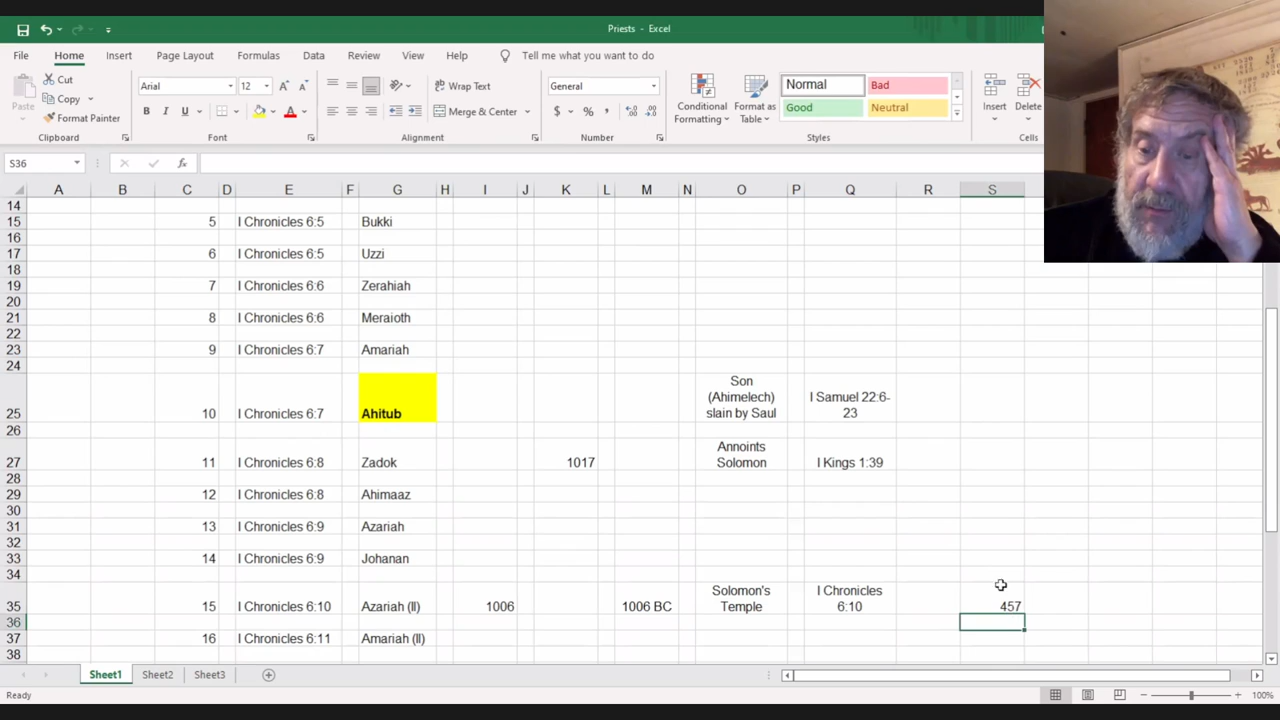 Priests - Excel
File Home Insert Page Layout Formulas Data Review View Help Tell me what you want to do
Cut
Copy
Format Painter
Paste
Clipboard
Arial 12
B I U
Font
Wrap Text
Merge & Center
Alignment
General
$ % ,
Number
Conditional Formatting
Format as Table
Normal Bad
Good Neutral
Styles
Insert Delete
Cells
S36 fx
A B C D E F G H I J K L M N O P Q R S
14
15 5 I Chronicles 6:5 Bukki
16
17 6 I Chronicles 6:5 Uzzi
18
19 7 I Chronicles 6:6 Zerahiah
20
21 8 I Chronicles 6:6 Meraioth
22
23 9 I Chronicles 6:7 Amariah
24
Son
(Ahimelech) I Samuel 22:6-
25 10 I Chronicles 6:7 Ahitub slain by Saul 23
26
Annoints
27 11 I Chronicles 6:8 Zadok 1017 Solomon I Kings 1:39
28
29 12 I Chronicles 6:8 Ahimaaz
30
31 13 I Chronicles 6:9 Azariah
32
33 14 I Chronicles 6:9 Johanan
34
Solomon's I Chronicles
35 15 I Chronicles 6:10 Azariah (II) 1006 1006 BC Temple 6:10 457
36
37 16 I Chronicles 6:11 Amariah (II)
38
Sheet1 Sheet2 Sheet3
Ready 100%